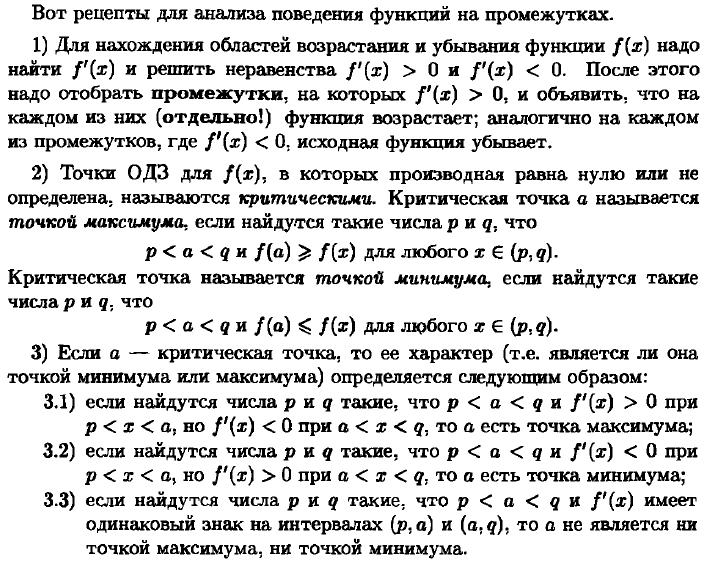 Вот рецепты для анализа поведения функций на промежутках.
1) Для нахождения областей возрастания и убывания функции f(x) надо
найти f′(x) и решить неравенства f′(x) > 0 и f′(x) < 0. После этого
надо отобрать промежутки, на которых f′(x) > 0, и объявить, что на
каждом из них (отдельно!) функция возрастает; аналогично на каждом
из промежутков, где f′(x) < 0, исходная функция убывает.
2) Точки ОДЗ для f(x), в которых производная равна нулю или не
определена, называются критическими. Критическая точка a называется
точкой максимума, если найдутся такие числа p и q, что
p < a < q и f(a) ⩾ f(x) для любого x ∈ (p, q).
Критическая точка называется точкой минимума, если найдутся такие
числа p и q, что
p < a < q и f(a) ⩽ f(x) для любого x ∈ (p, q).
3) Если a — критическая точка, то ее характер (т.е. является ли она
точкой минимума или максимума) определяется следующим образом:
3.1) если найдутся числа p и q такие, что p < a < q и f′(x) > 0 при
p < x < a, но f′(x) < 0 при a < x < q, то a есть точка максимума;
3.2) если найдутся числа p и q такие, что p < a < q и f′(x) < 0 при
p < x < a, но f′(x) > 0 при a < x < q, то a есть точка минимума;
3.3) если найдутся числа p и q такие, что p < a < q и f′(x) имеет
одинаковый знак на интервалах (p, a) и (a, q), то a не является ни
точкой максимума, ни точкой минимума.